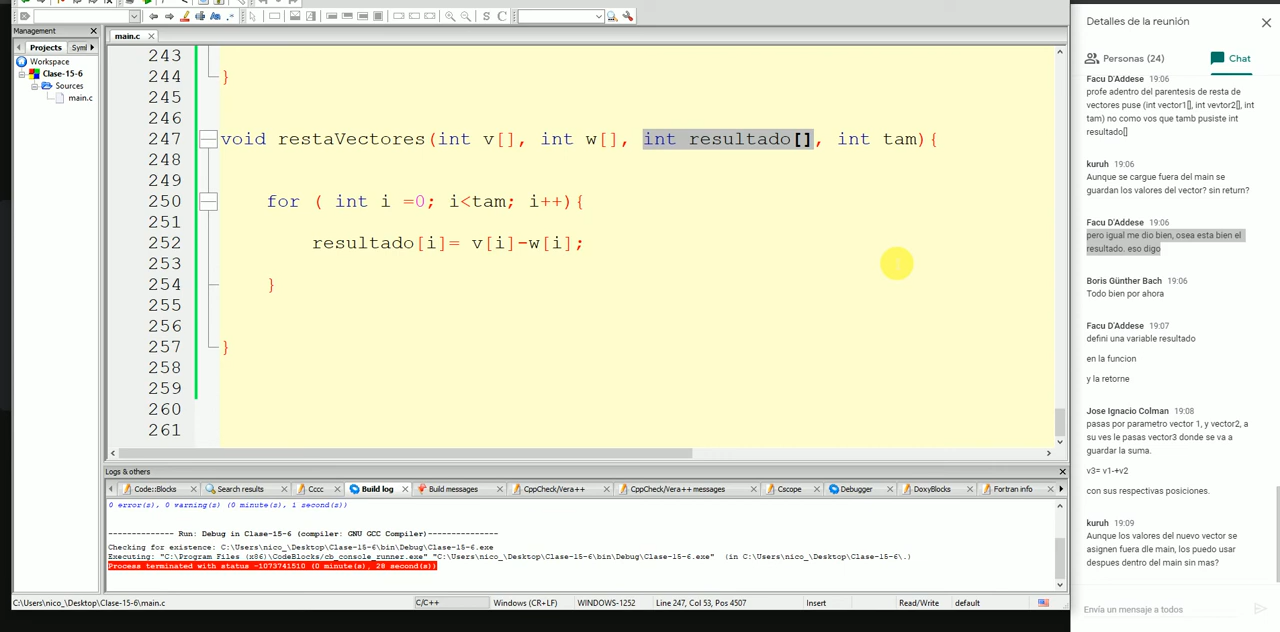 Management
Projects
Symi
Workspace
Clase-15-6
Sources
main.c
main.c
243
244 }
245
246
247 void restaVectores(int v[], int w[], int resultado[], int tam){
248
249
250 for ( int i =0; i<tam; i++){
251
252 resultado[i]= v[i]-w[i];
253
254 }
255
256
257 }
258
259
260
261
Logs & others
Code::Blocks
Search results
Cccc
Build log
Build messages
CppCheck/Vera++
CppCheck/Vera++ messages
Cscope
Debugger
DoxyBlocks
Fortran info
0 error(s), 0 warning(s) (0 minute(s), 1 second(s))
-------------- Run: Debug in Clase-15-6 (compiler: GNU GCC Compiler)---------------
Checking for existence: C:\Users\nico_\Desktop\Clase-15-6\bin\Debug\Clase-15-6.exe
Executing: "C:\Program Files (x86)\CodeBlocks/cb_console_runner.exe" "C:\Users\nico_\Desktop\Clase-15-6\bin\Debug\Clase-15-6.exe"  (in C:\Users\nico_\Desktop\Clase-15-6\.)
Process terminated with status -1073741510 (0 minute(s), 28 second(s))
C:\Users\nico_\Desktop\Clase-15-6\main.c
C/C++
Windows (CR+LF)
WINDOWS-1252
Line 247, Col 53, Pos 4507
Insert
Read/Write
default
Detalles de la reunión
Personas (24)
Chat
Facu D'Addese 19:06
profe adentro del parentesis de resta de
vectores puse (int vector1[], int vevtor2[], int
tam) no como vos que tamb pusiste int
resultado[]
kuruh 19:06
Aunque se cargue fuera del main se
guardan los valores del vector? sin return?
Facu D'Addese 19:06
pero igual me dio bien, osea esta bien el
resultado. eso digo
Boris Günther Bach 19:06
Todo bien por ahora
Facu D'Addese 19:07
defini una variable resultado
en la funcion
y la retorne
Jose Ignacio Colman 19:08
pasas por parametro vector 1, y vector2, a
su ves le pasas vector3 donde se va a
guardar la suma.
v3= v1-+v2
con sus respectivas posiciones.
kuruh 19:09
Aunque los valores del nuevo vector se
asignen fuera dle main, los puedo usar
despues dentro del main sin mas?
Envía un mensaje a todos